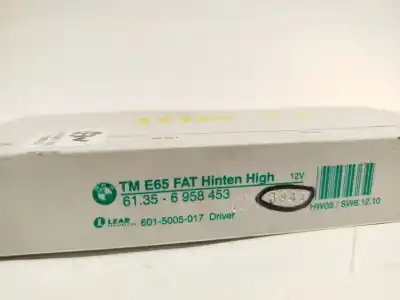 TM E65 FAT Hinten High 12V
61.35 - 6 958 453
LEAR 601-5005-017 Driver HW05 / SW6.12.10